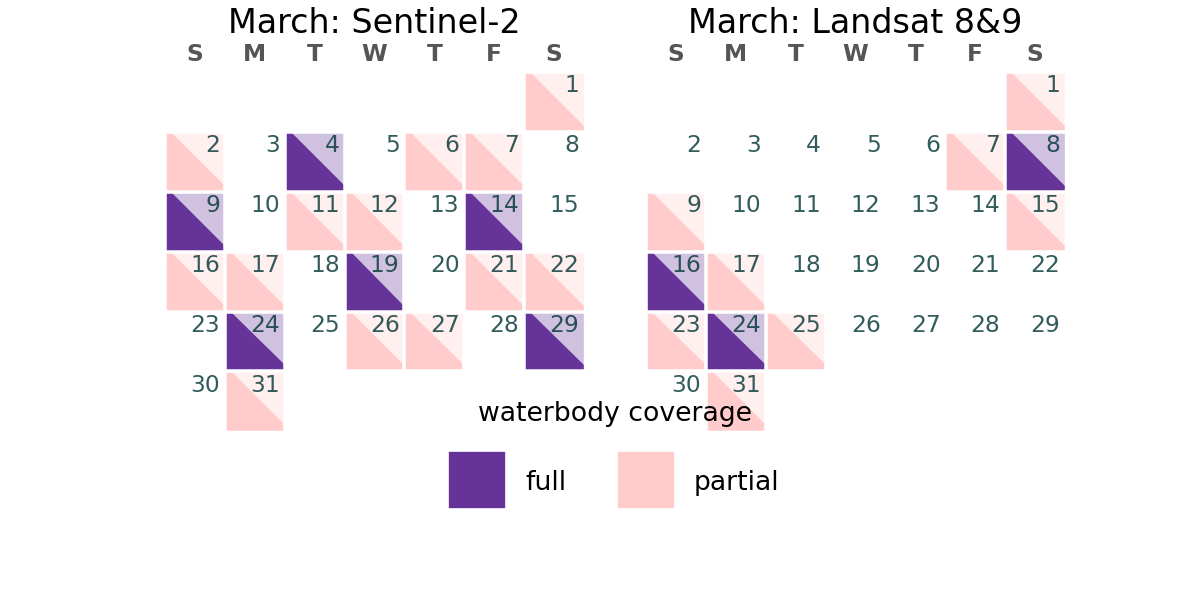 March: Sentinel-2
S M T W T F S
1
2 3 4 5 6 7 8
9 10 11 12 13 14 15
16 17 18 19 20 21 22
23 24 25 26 27 28 29
30 31
March: Landsat 8&9
S M T W T F S
1
2 3 4 5 6 7 8
9 10 11 12 13 14 15
16 17 18 19 20 21 22
23 24 25 26 27 28 29
30 31
waterbody coverage
full partial